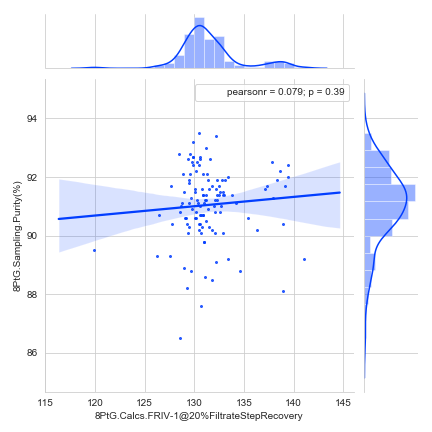 pearsonr = 0.079; p = 0.39
94
92
90
88
86
8PtG.Sampling.Purity(%)
115 120 125 130 135 140 145
8PtG.Calcs.FRIV-1@20%FiltrateStepRecovery